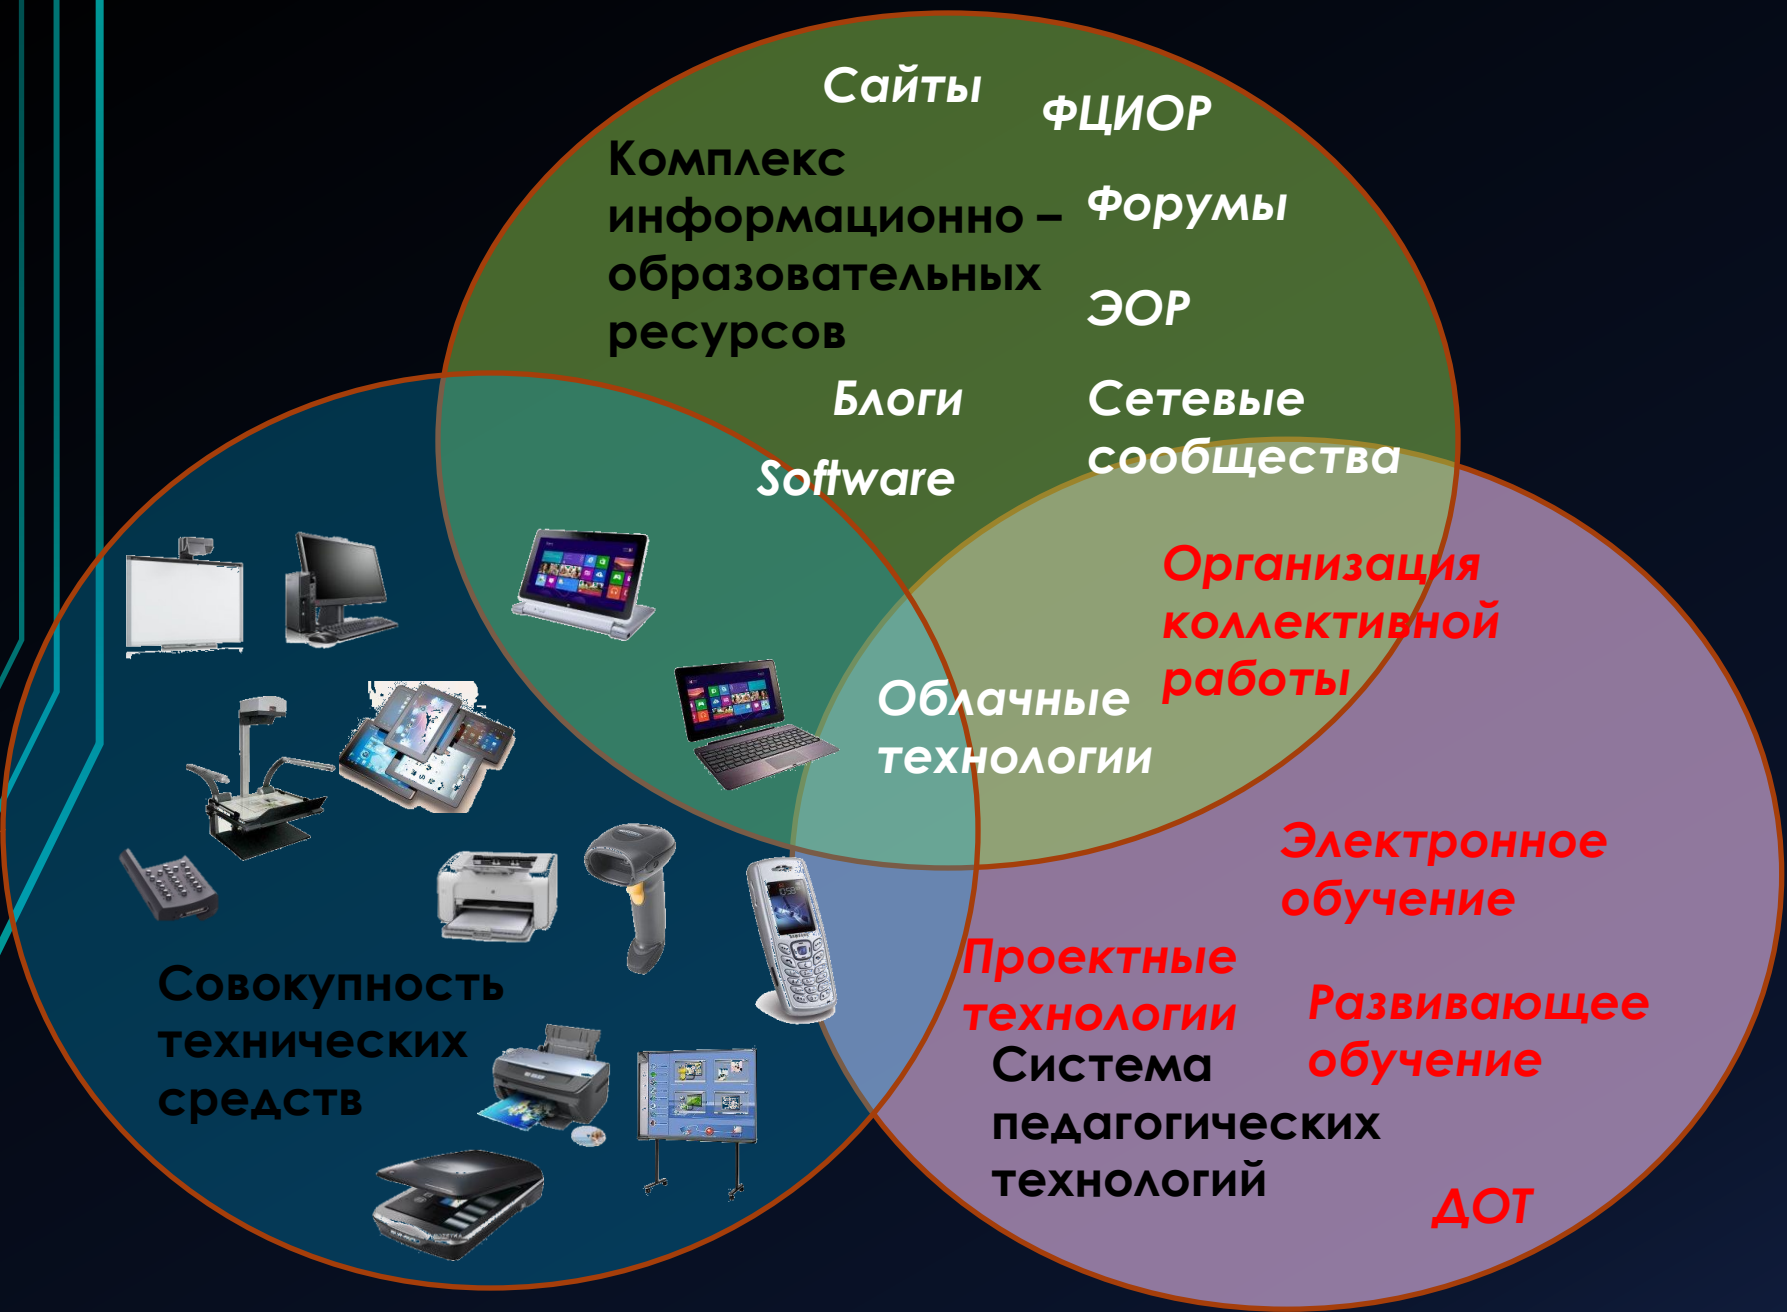 Сайты
ФЦИОР
Комплекс
информационно –
образовательных
ресурсов
Форумы
ЭОР
Блоги
Сетевые
сообщества
Software
Организация
коллективной
работы
Облачные
технологии
Электронное
обучение
Проектные
технологии
Развивающее
обучение
Совокупность
технических
средств
Система
педагогических
технологий
ДОТ